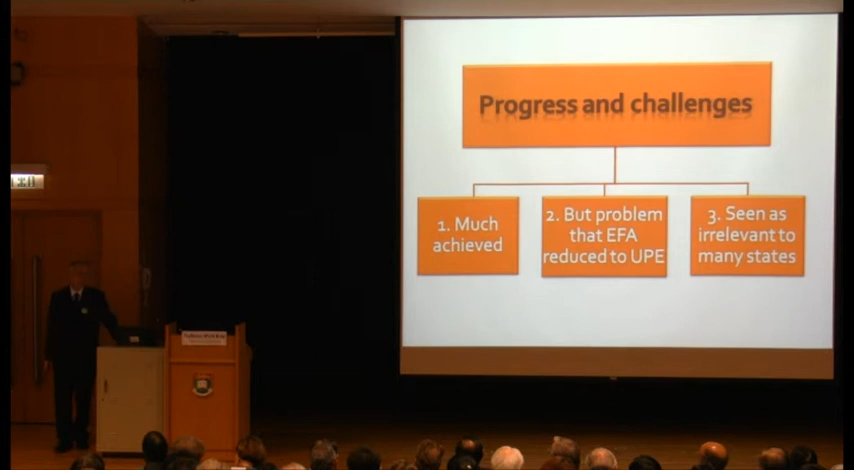 Progress and challenges
1. Much
achieved
2. But problem
that EFA
reduced to UPE
3. Seen as
irrelevant to
many states